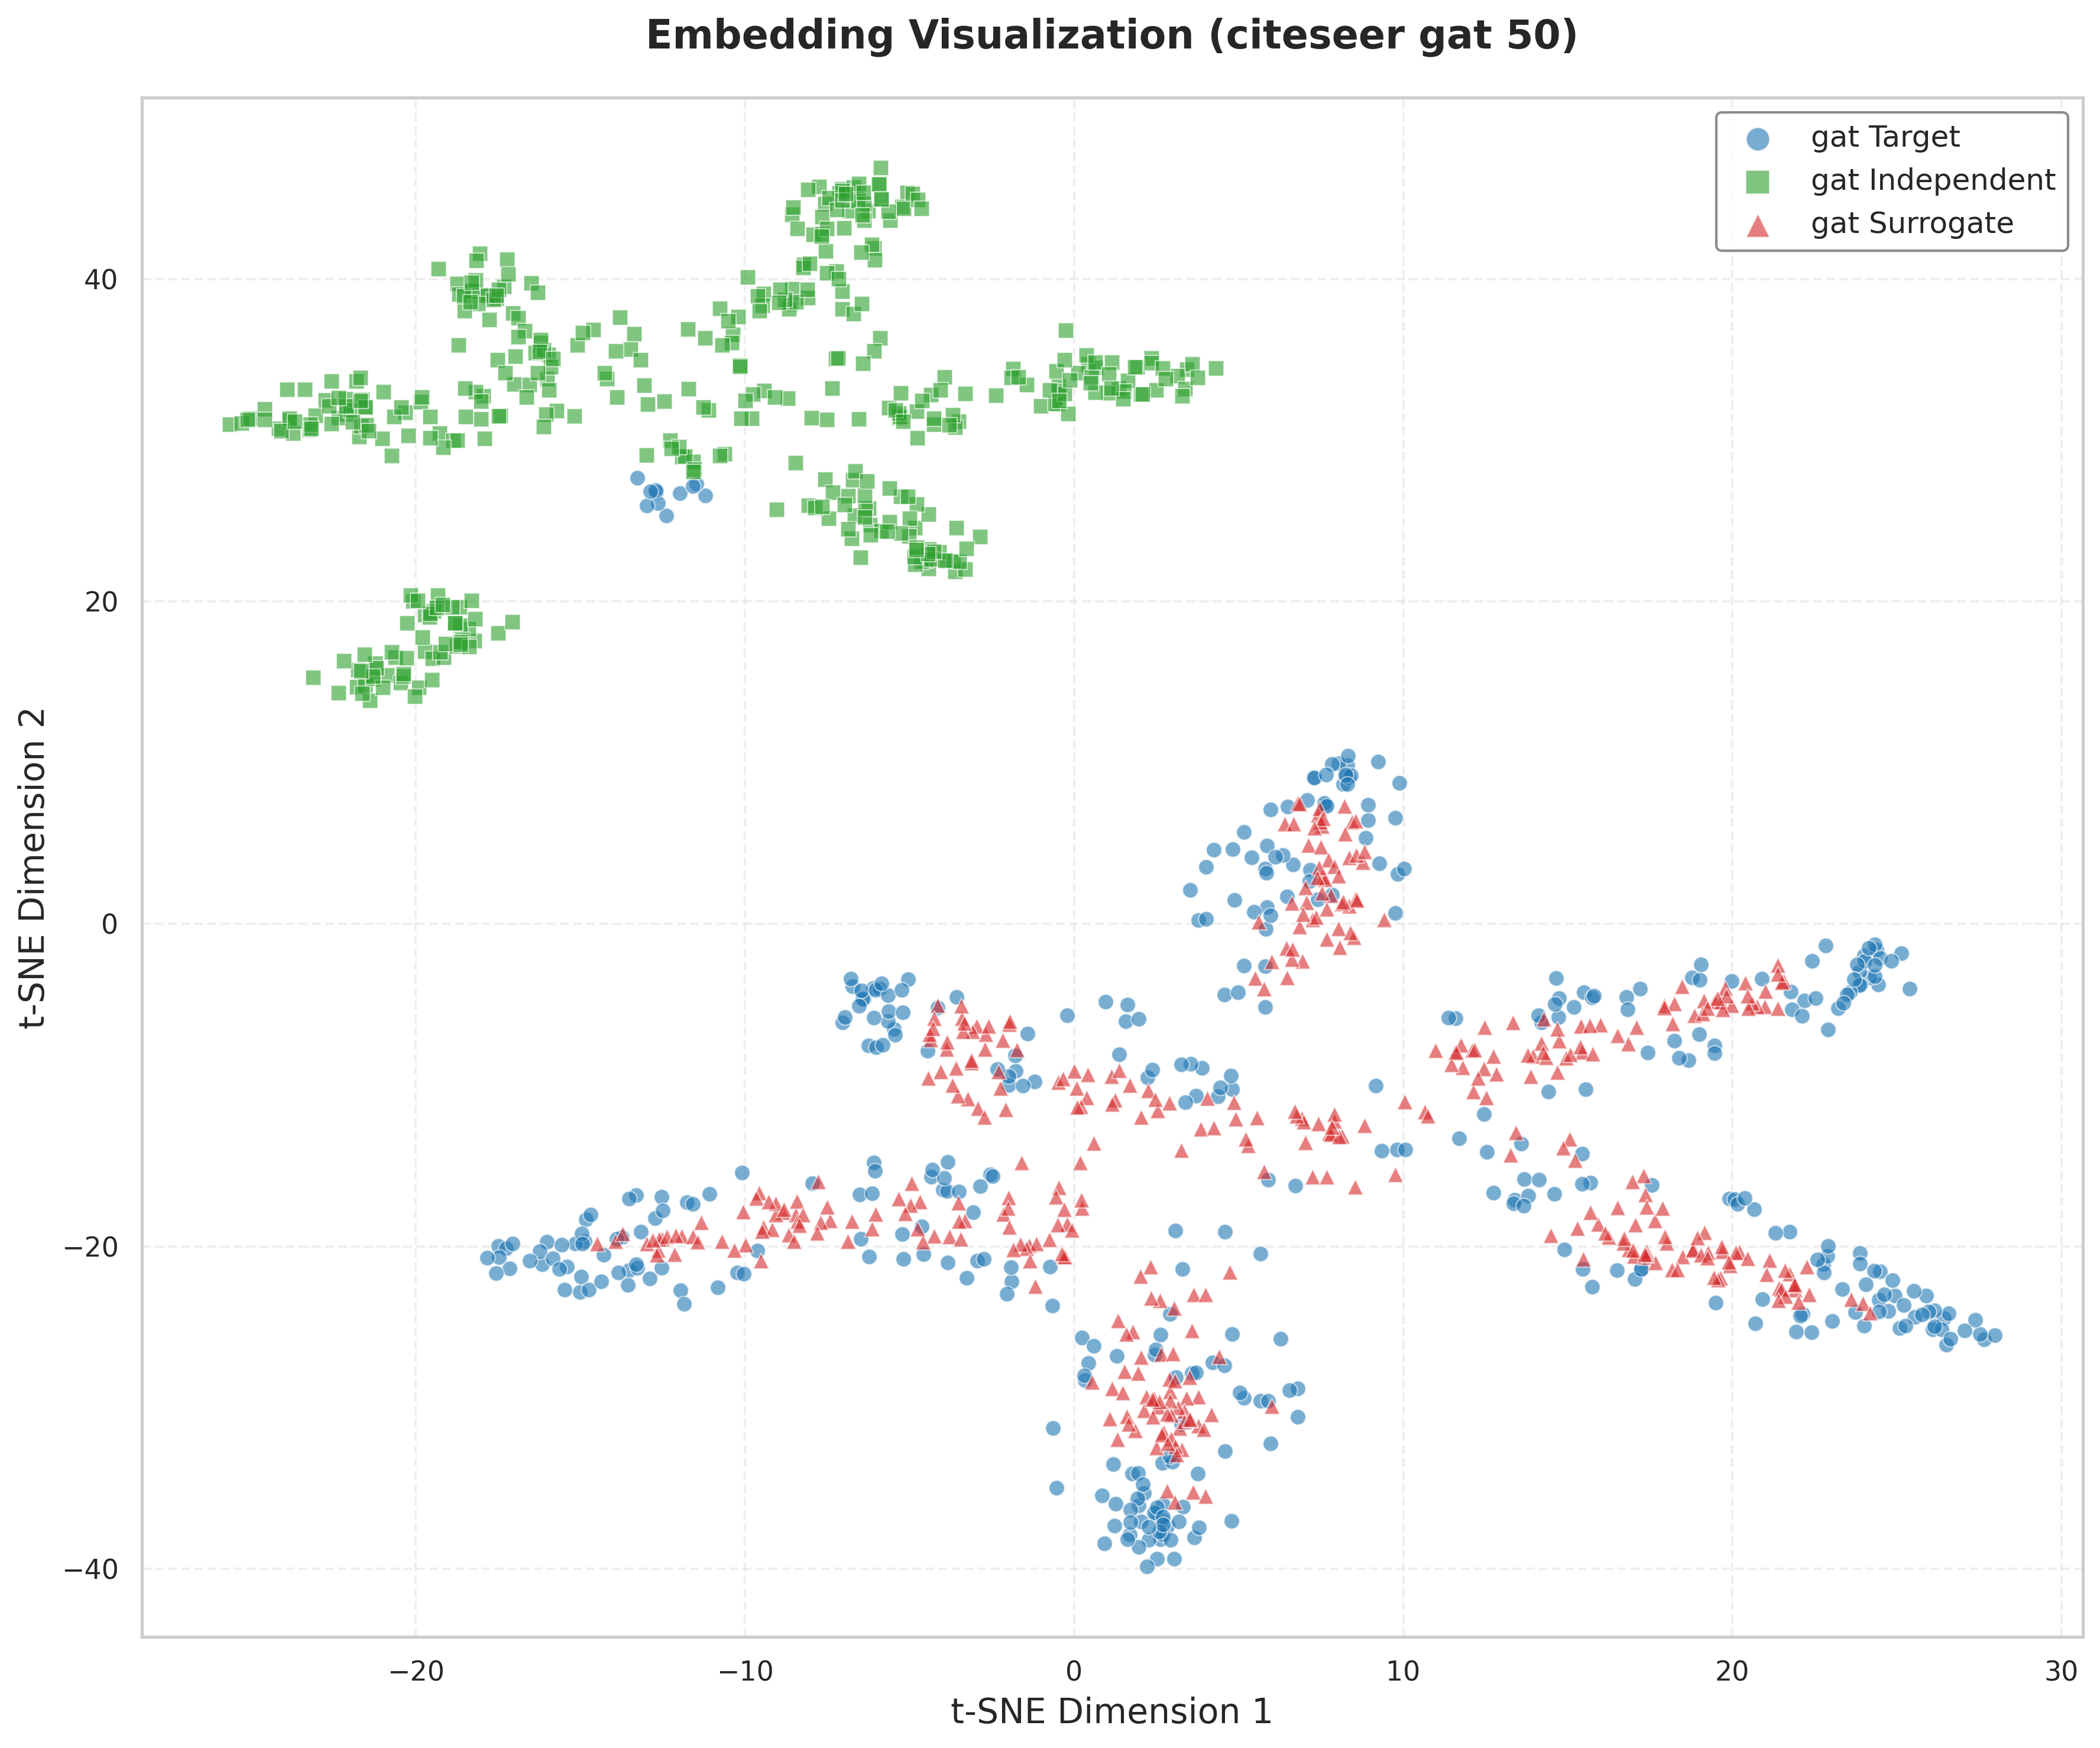 Embedding Visualization (citeseer gat 50)
gat Target
gat Independent
gat Surrogate
t-SNE Dimension 2
40
20
0
−20
−40
−20
−10
0
10
20
30
t-SNE Dimension 1